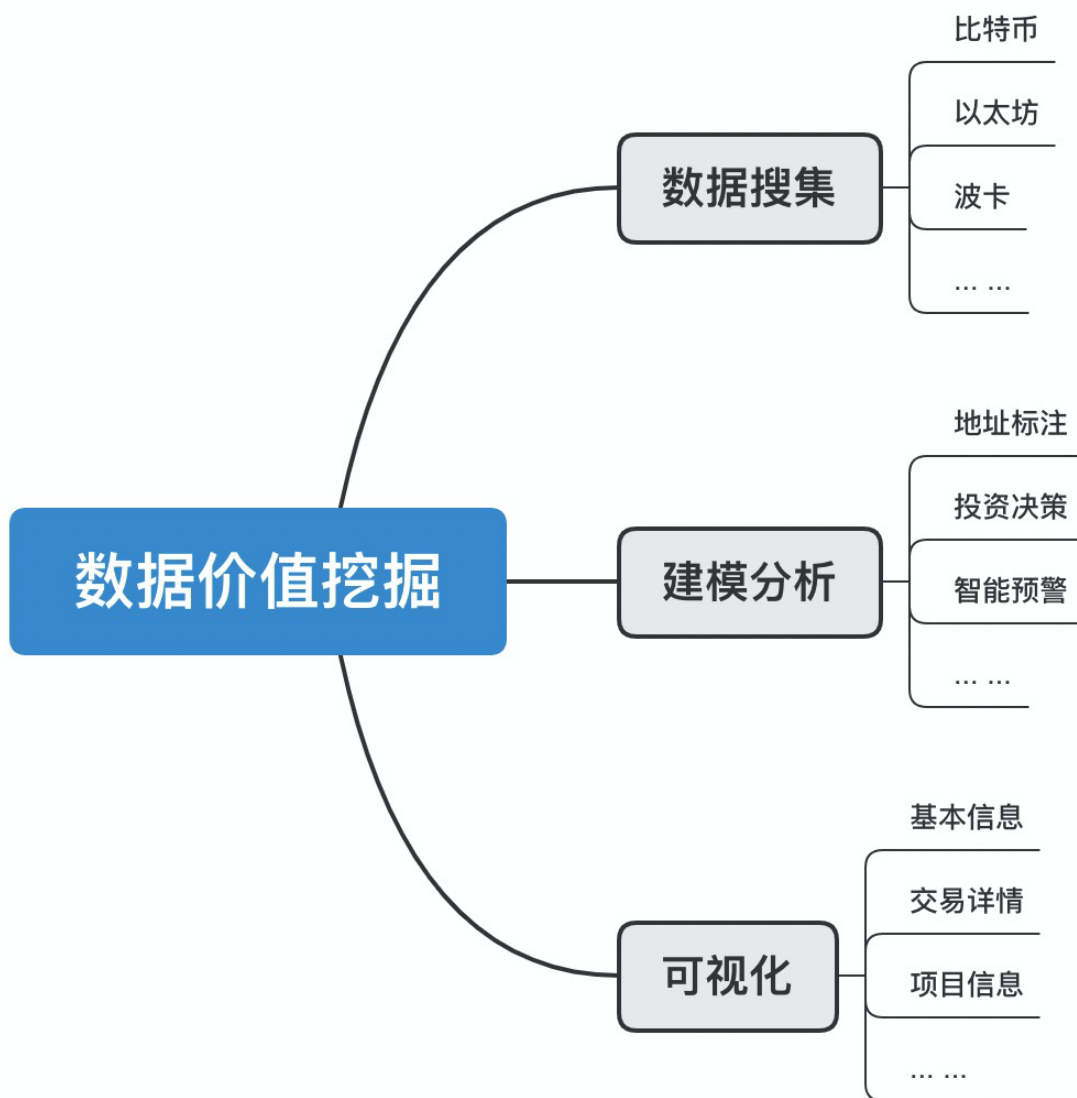 数据价值挖掘
数据搜集
比特币
以太坊
波卡
... ...
建模分析
地址标注
投资决策
智能预警
... ...
可视化
基本信息
交易详情
项目信息
... ...